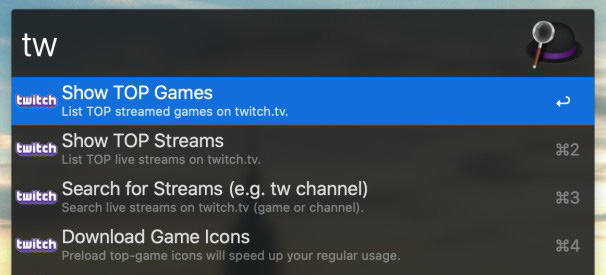 tw
twitch Show TOP Games ↩
List TOP streamed games on twitch.tv.
twitch Show TOP Streams ⌘2
List TOP live streams on twitch.tv.
twitch Search for Streams (e.g. tw channel) ⌘3
Search live streams on twitch.tv (game or channel).
twitch Download Game Icons ⌘4
Preload top-game icons will speed up your regular usage.